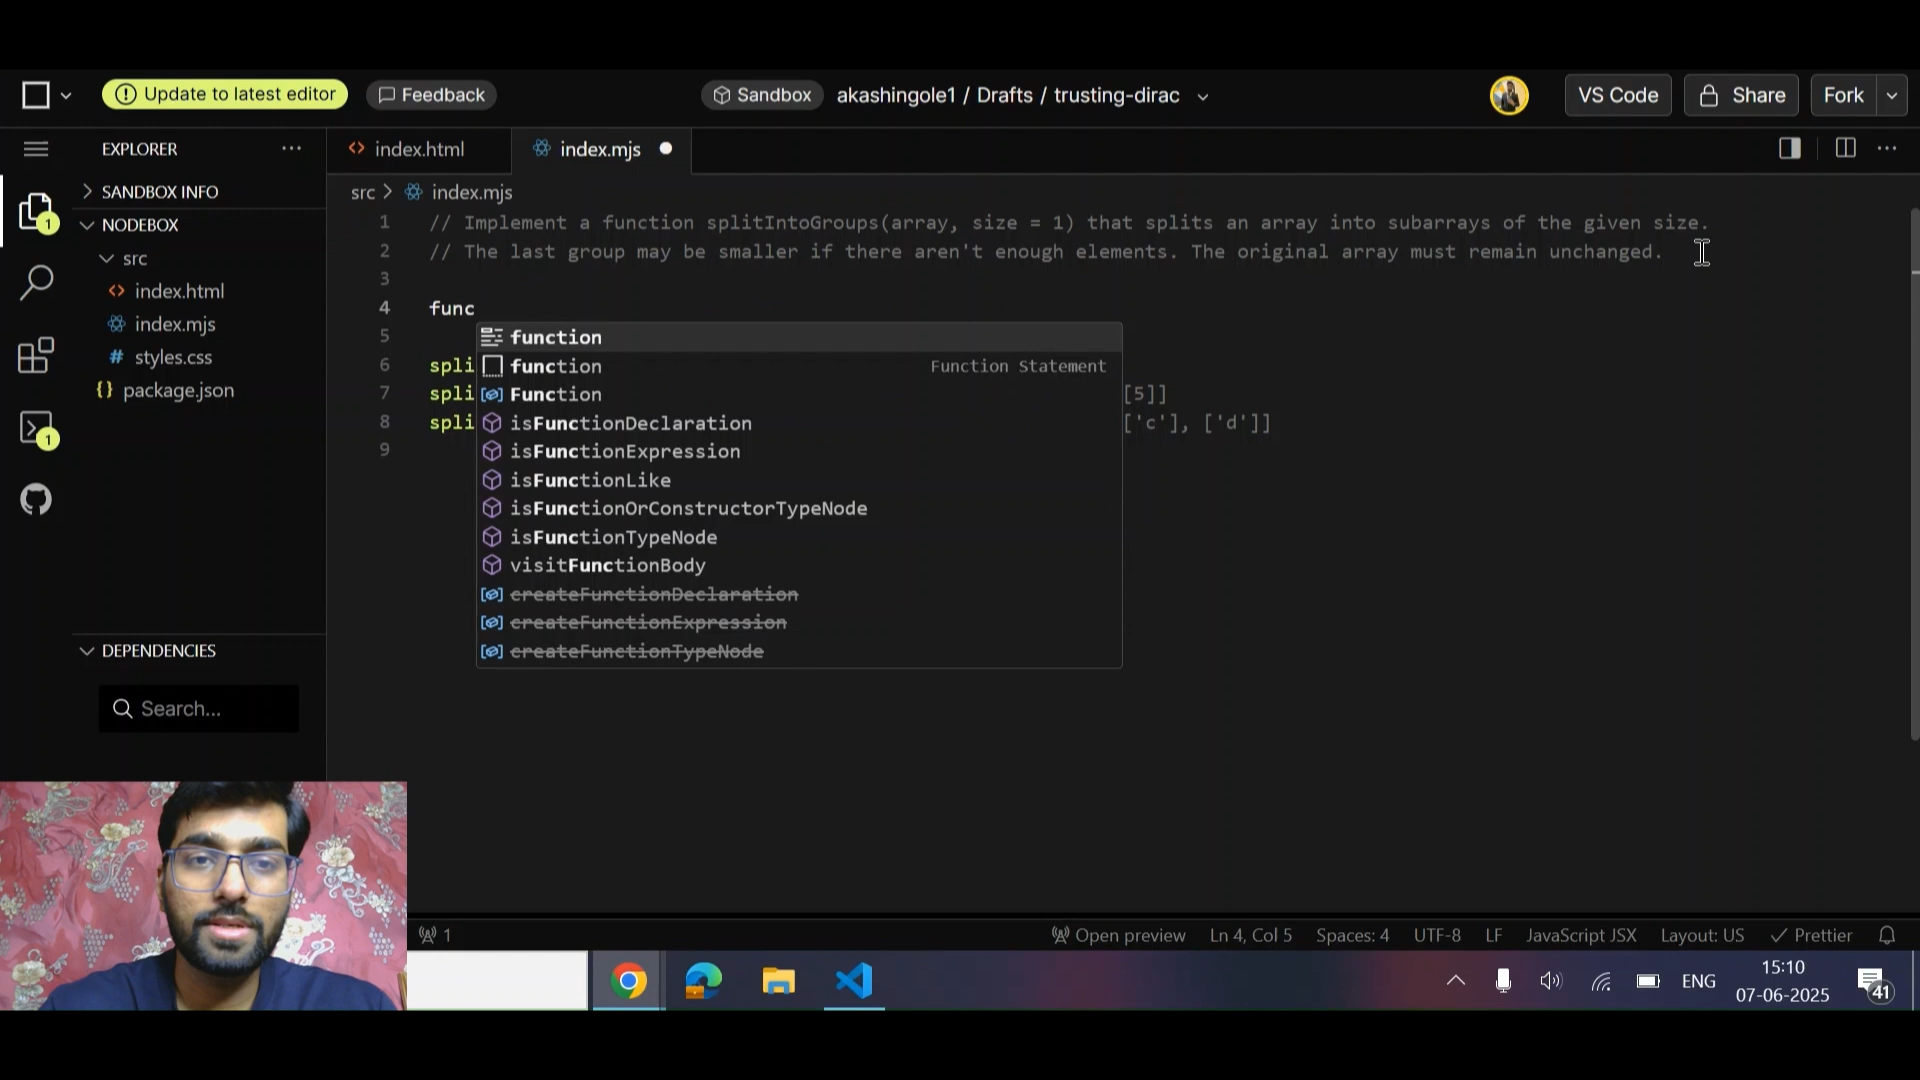 Update to latest editor
Feedback
Sandbox
akashingole1 / Drafts / trusting-dirac
VS Code
Share
Fork
EXPLORER
index.html
index.mjs
SANDBOX INFO
src > index.mjs
NODEBOX
1 // Implement a function splitIntoGroups(array, size = 1) that splits an array into subarrays of the given size.
2 // The last group may be smaller if there aren't enough elements. The original array must remain unchanged.
3
4 func
5
6 spli
7 spli [5]]
8 spli ['c'], ['d']]
9
function
function Function Statement
Function
isFunctionDeclaration
isFunctionExpression
isFunctionLike
isFunctionOrConstructorTypeNode
isFunctionTypeNode
visitFunctionBody
createFunctionDeclaration
createFunctionExpression
createFunctionTypeNode
src
index.html
index.mjs
styles.css
package.json
1
1
DEPENDENCIES
Search...
1
Open preview
Ln 4, Col 5
Spaces: 4
UTF-8
LF
JavaScript JSX
Layout: US
Prettier
ENG
15:10
07-06-2025
41